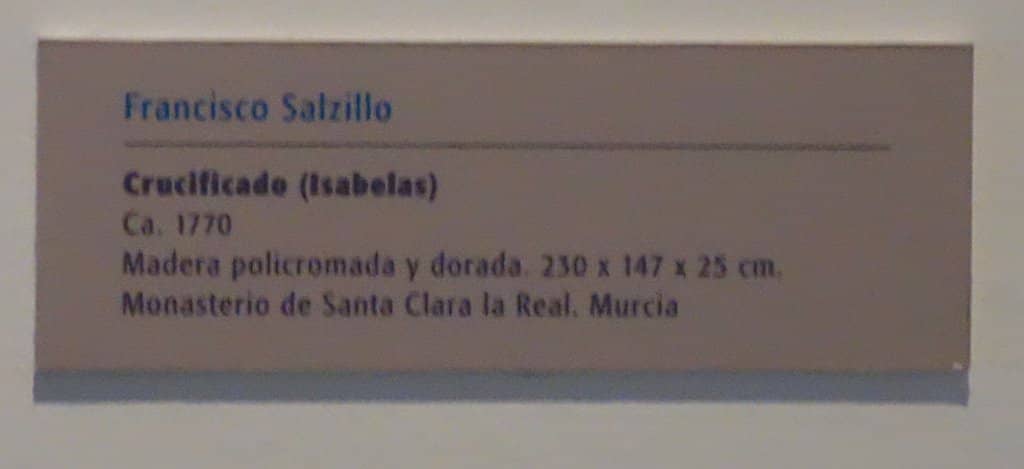 Francisco Salzillo
Crucificado (Isabelas)
Ca. 1770
Madera policromada y dorada. 230 x 147 x 25 cm.
Monasterio de Santa Clara la Real. Murcia